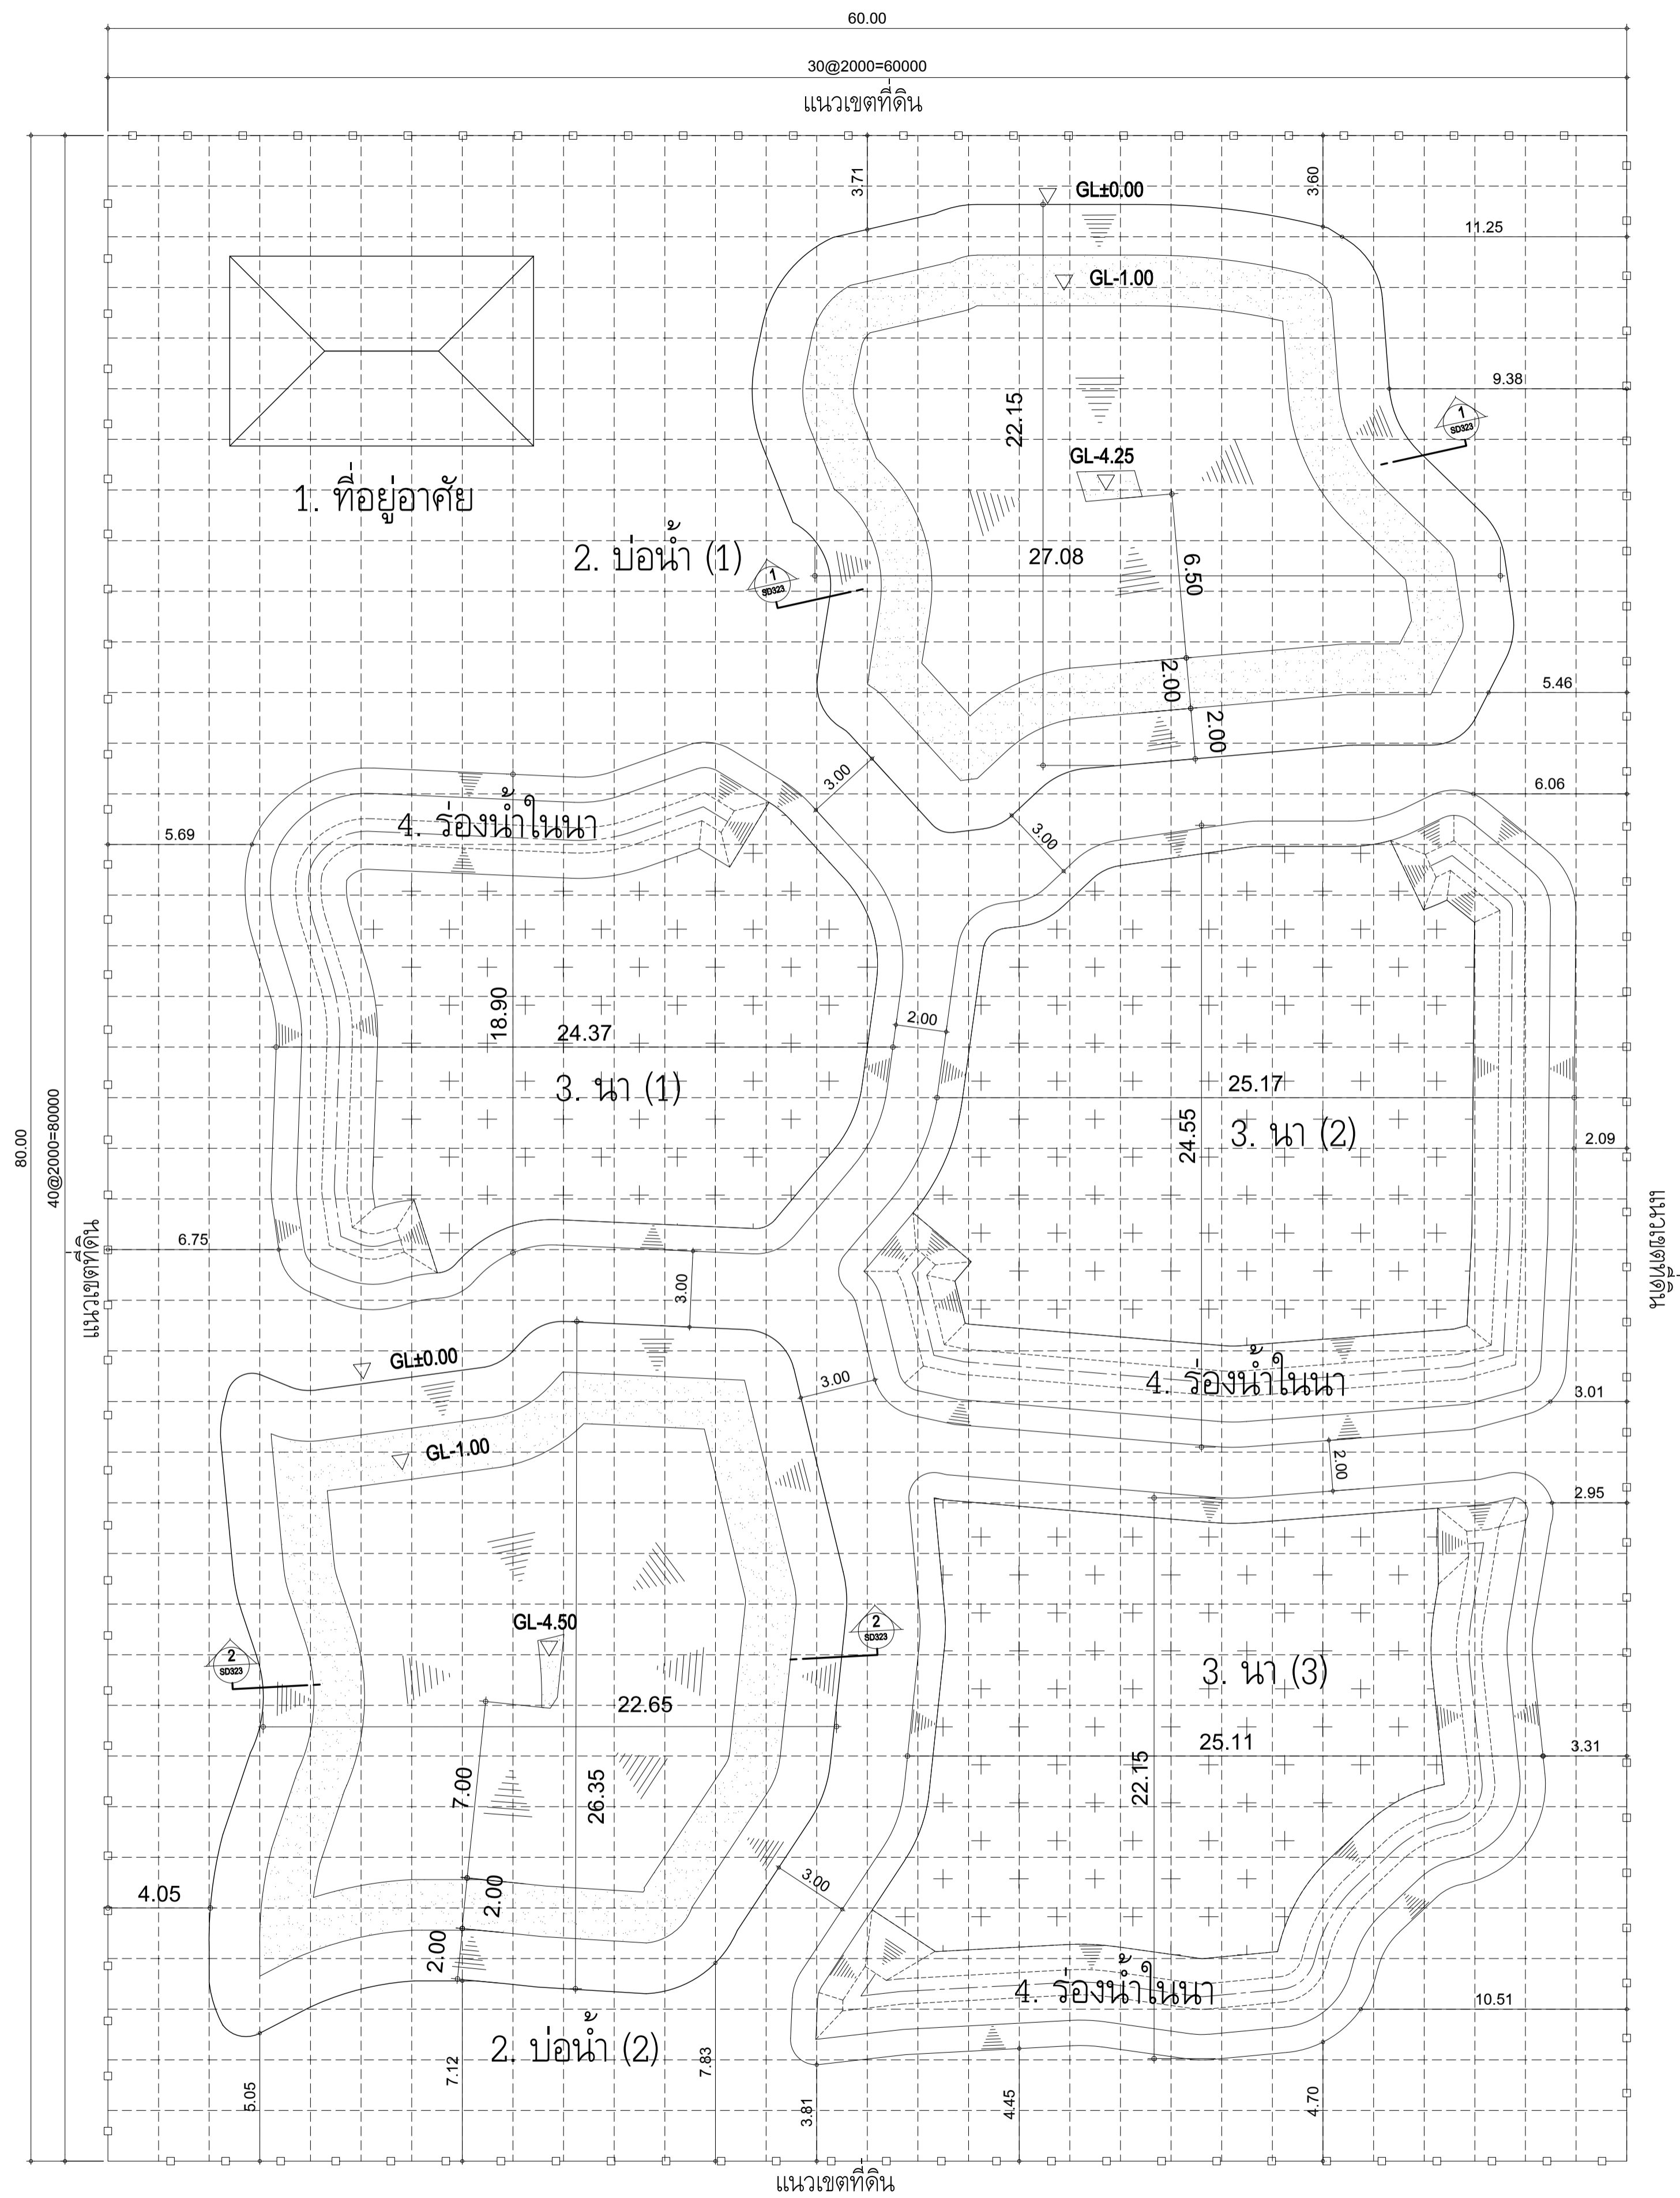 60.00
30@2000=60000
แนวเขตที่ดิน
3.71
3.60
GL±0.00
11.25
GL-1.00
9.38
1
SD323
22.15
GL-4.25
1. ที่อยู่อาศัย
2. บ่อน้ำ (1)
27.08
6.50
1
SD323
2.00
5.46
2.00
3.00
6.06
4. ร่องน้ำในนา
5.69
3.00
18.90
24.37
2.00
3. นา (1)
25.17
24.55
3. นา (2)
2.09
80.00
40@2000=80000
แนวเขตที่ดิน
แนวเขตที่ดิน
6.75
3.00
GL±0.00
3.00
4. ร่องน้ำในนา
3.01
GL-1.00
2.00
2.95
GL-4.50
2
SD323
2
SD323
3. นา (3)
22.65
25.11
3.31
7.00
26.35
22.15
4.05
2.00
3.00
2.00
4. ร่องน้ำในนา
10.51
2. บ่อน้ำ (2)
5.05
7.12
7.83
3.81
4.45
4.70
แนวเขตที่ดิน